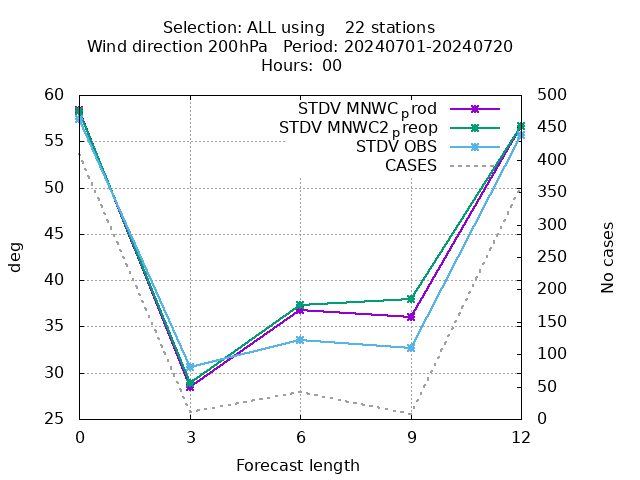 Selection: ALL using    22 stations
Wind direction 200hPa   Period: 20240701-20240720
Hours: 00
60
55
50
45
40
35
30
25
500
450
400
350
300
250
200
150
100
50
0
STDV MNWC_prod
STDV MNWC2_preop
STDV OBS
CASES
deg
No cases
0 3 6 9 12
Forecast length